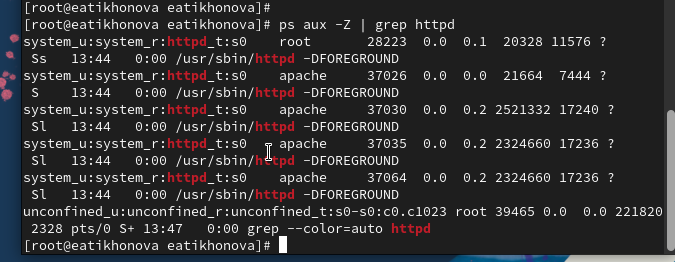 [root@eatikhonova eatikhonova]#
[root@eatikhonova eatikhonova]# ps aux -Z | grep httpd
system_u:system_r:httpd_t:s0    root       28223  0.0  0.1  20328 11576 ?
 Ss   13:44   0:00 /usr/sbin/httpd -DFOREGROUND
system_u:system_r:httpd_t:s0    apache     37026  0.0  0.0  21664  7444 ?
 S    13:44   0:00 /usr/sbin/httpd -DFOREGROUND
system_u:system_r:httpd_t:s0    apache     37030  0.0  0.2 2521332 17240 ?
 Sl   13:44   0:00 /usr/sbin/httpd -DFOREGROUND
system_u:system_r:httpd_t:s0    apache     37035  0.0  0.2 2324660 17236 ?
 Sl   13:44   0:00 /usr/sbin/httpd -DFOREGROUND
system_u:system_r:httpd_t:s0    apache     37064  0.0  0.2 2324660 17236 ?
 Sl   13:44   0:00 /usr/sbin/httpd -DFOREGROUND
unconfined_u:unconfined_r:unconfined_t:s0-s0:c0.c1023 root 39465 0.0  0.0 221820
 2328 pts/0 S+ 13:47   0:00 grep --color=auto httpd
[root@eatikhonova eatikhonova]#